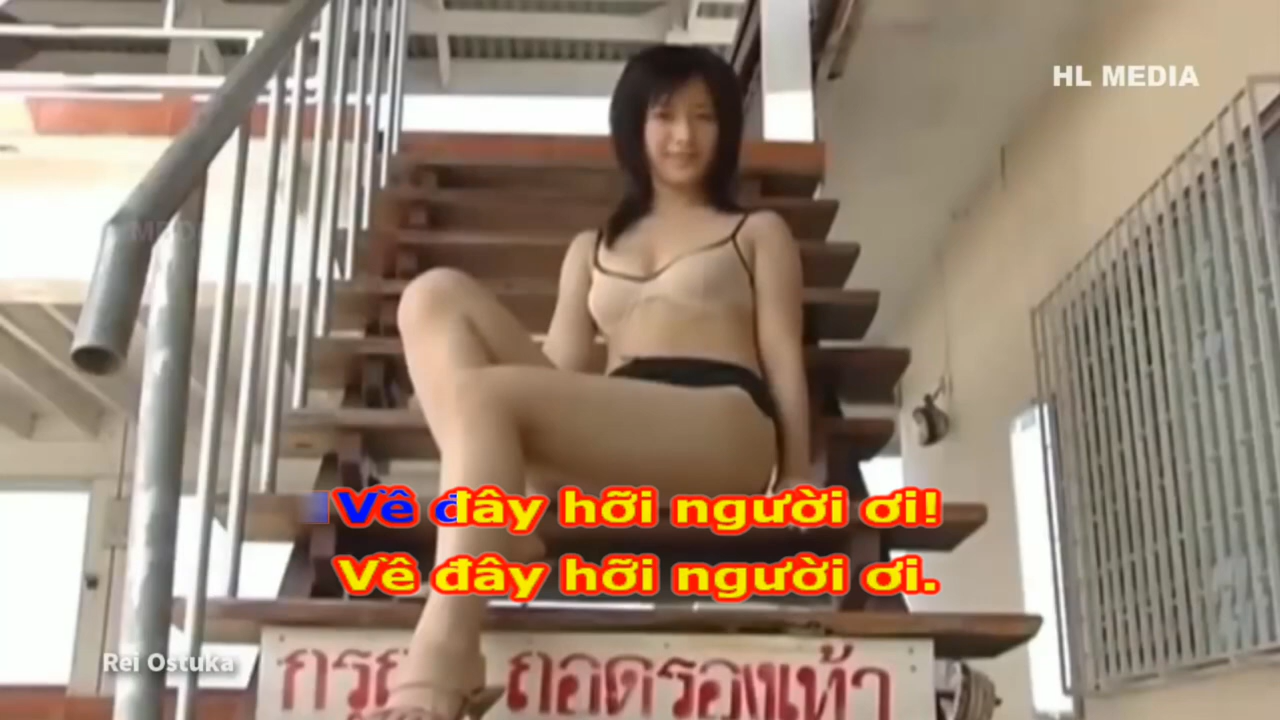 HL MEDIA
Về đây hỡi người ơi!
Về đây hỡi người ơi.
Rei Ostuka
ถอดรองเท้า